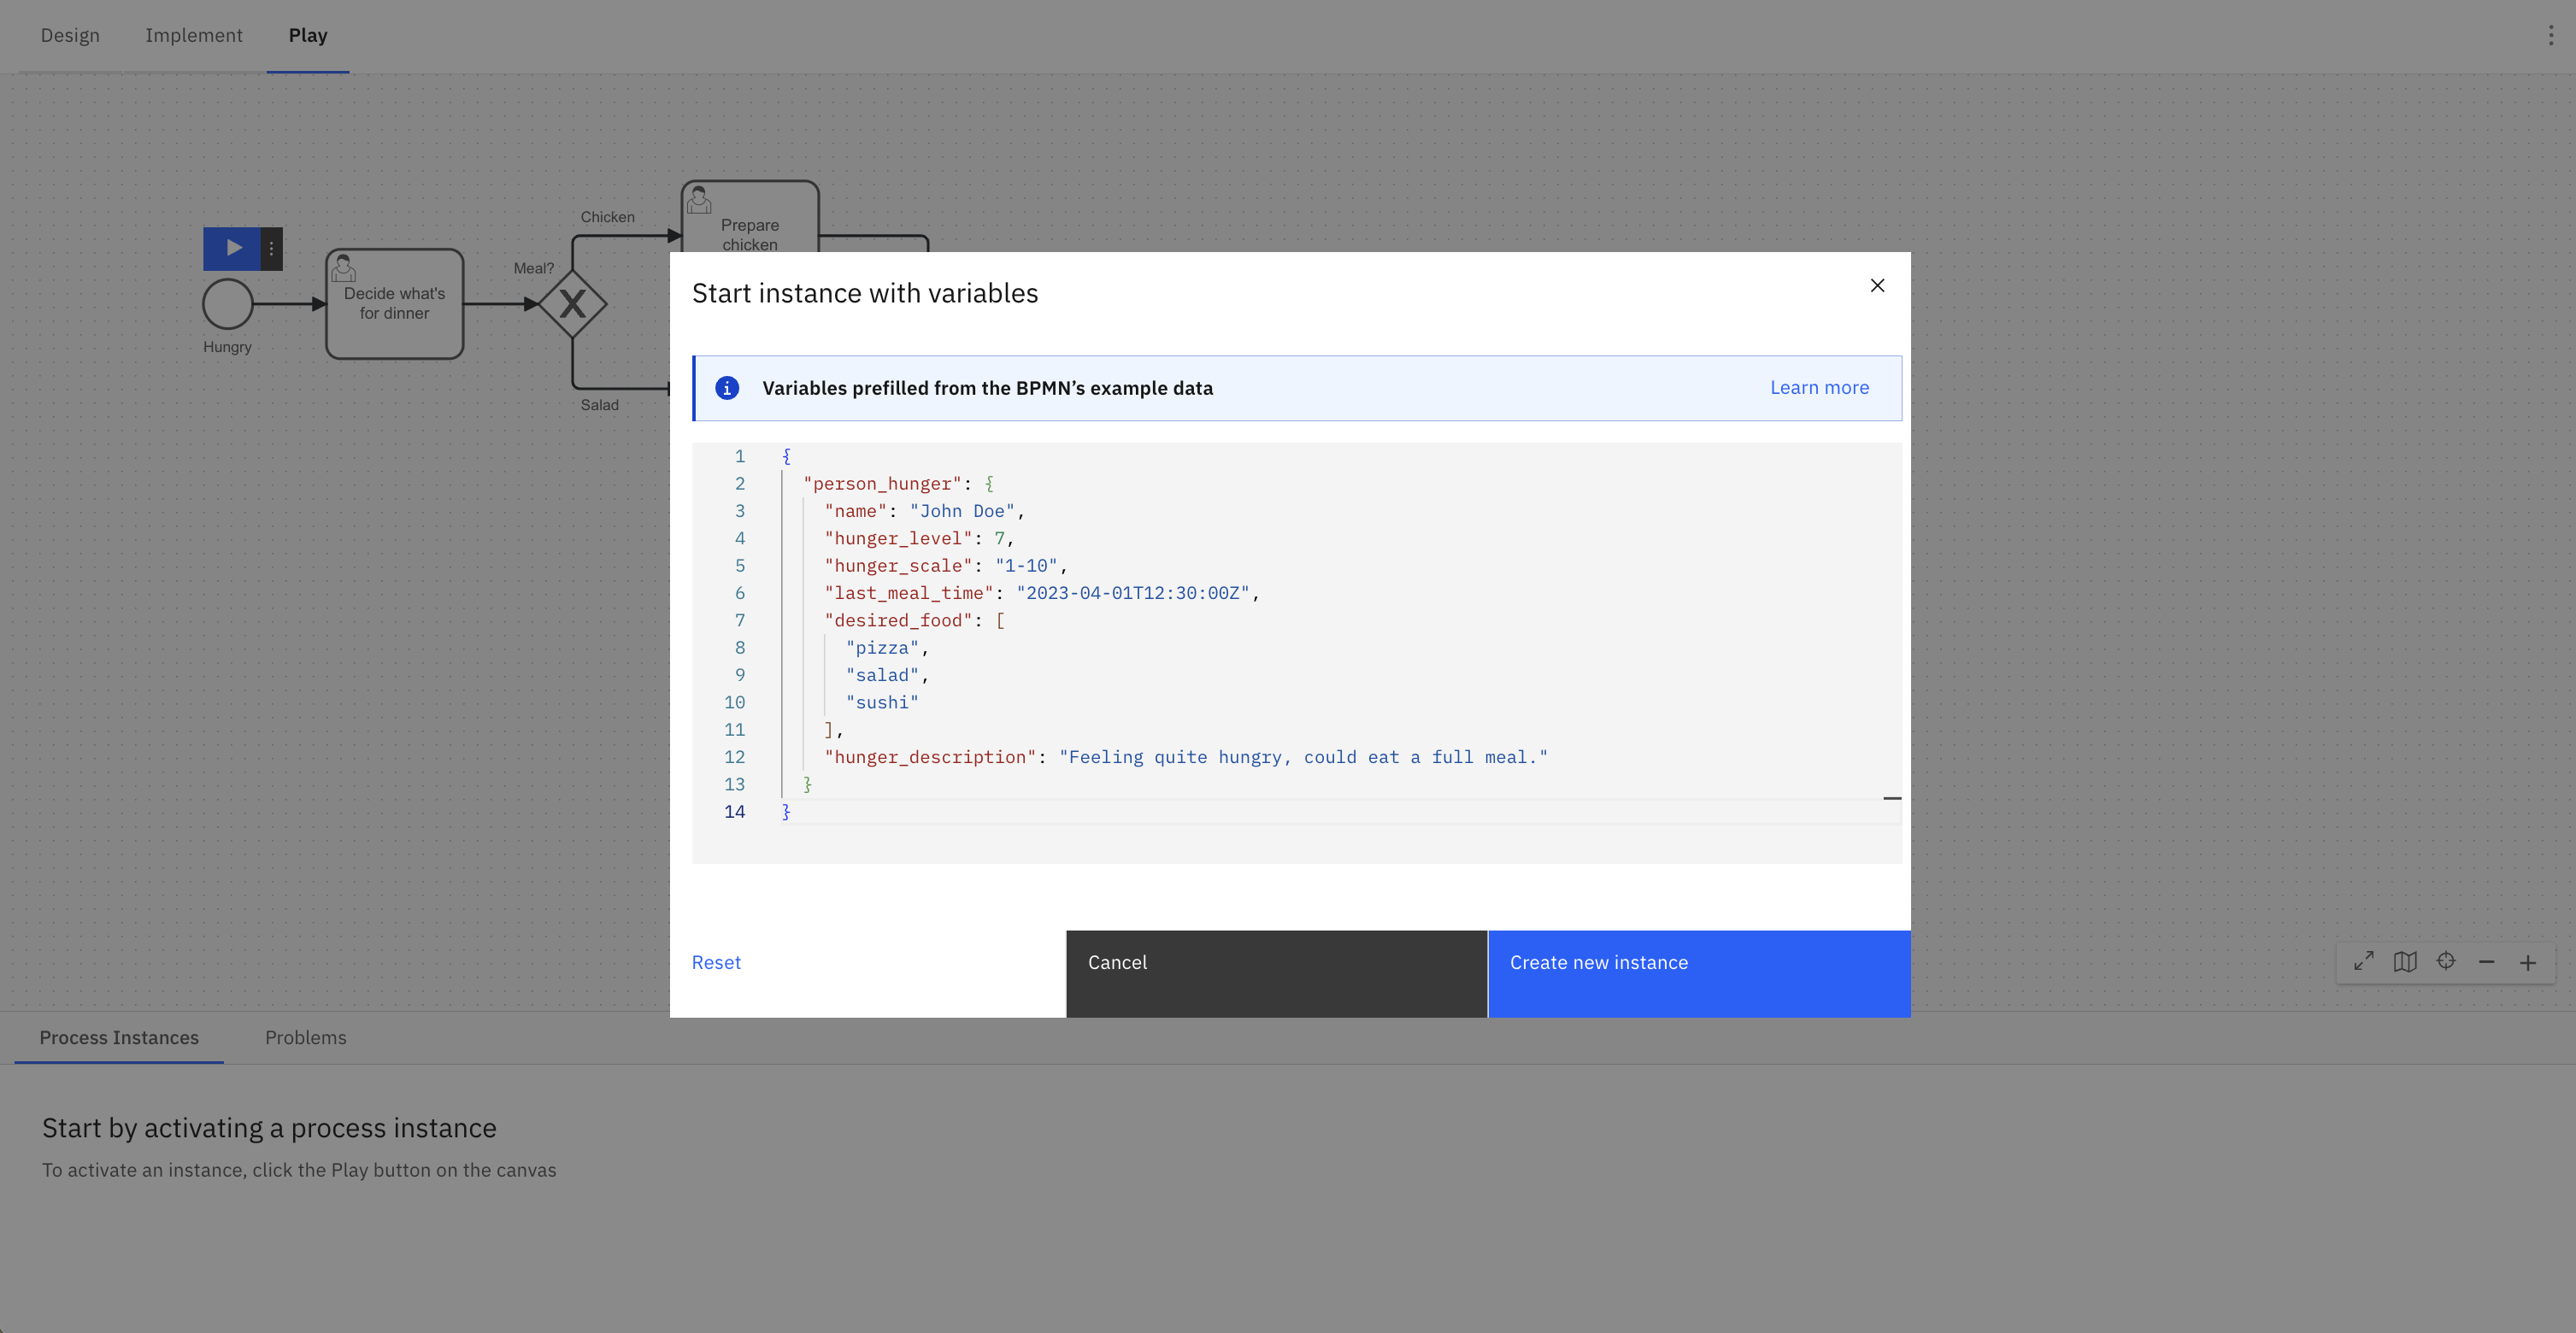 Design
Implement
Play
Chicken
Prepare
chicken
Meal?
Decide what's
for dinner
Hungry
Salad
Start instance with variables
Variables prefilled from the BPMN’s example data
Learn more
1 {
2 "person_hunger": {
3 "name": "John Doe",
4 "hunger_level": 7,
5 "hunger_scale": "1-10",
6 "last_meal_time": "2023-04-01T12:30:00Z",
7 "desired_food": [
8 "pizza",
9 "salad",
10 "sushi"
11 ],
12 "hunger_description": "Feeling quite hungry, could eat a full meal."
13 }
14 }
Reset
Cancel
Create new instance
Process Instances
Problems
Start by activating a process instance
To activate an instance, click the Play button on the canvas